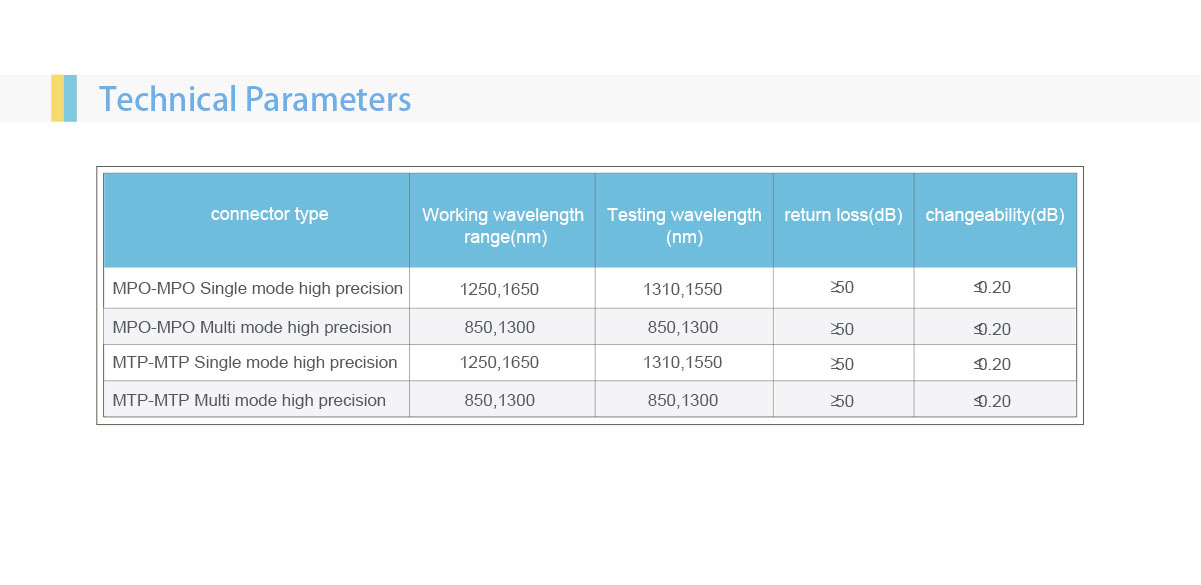 Technical Parameters
connector type
Working wavelength
range(nm)
Testing wavelength
(nm)
return loss(dB)
changeability(dB)
MPO-MPO Single mode high precision 1250,1650 1310,1550 ≥50 ≤0.20
MPO-MPO Multi mode high precision 850,1300 850,1300 ≥50 ≤0.20
MTP-MTP Single mode high precision 1250,1650 1310,1550 ≥50 ≤0.20
MTP-MTP Multi mode high precision 850,1300 850,1300 ≥50 ≤0.20